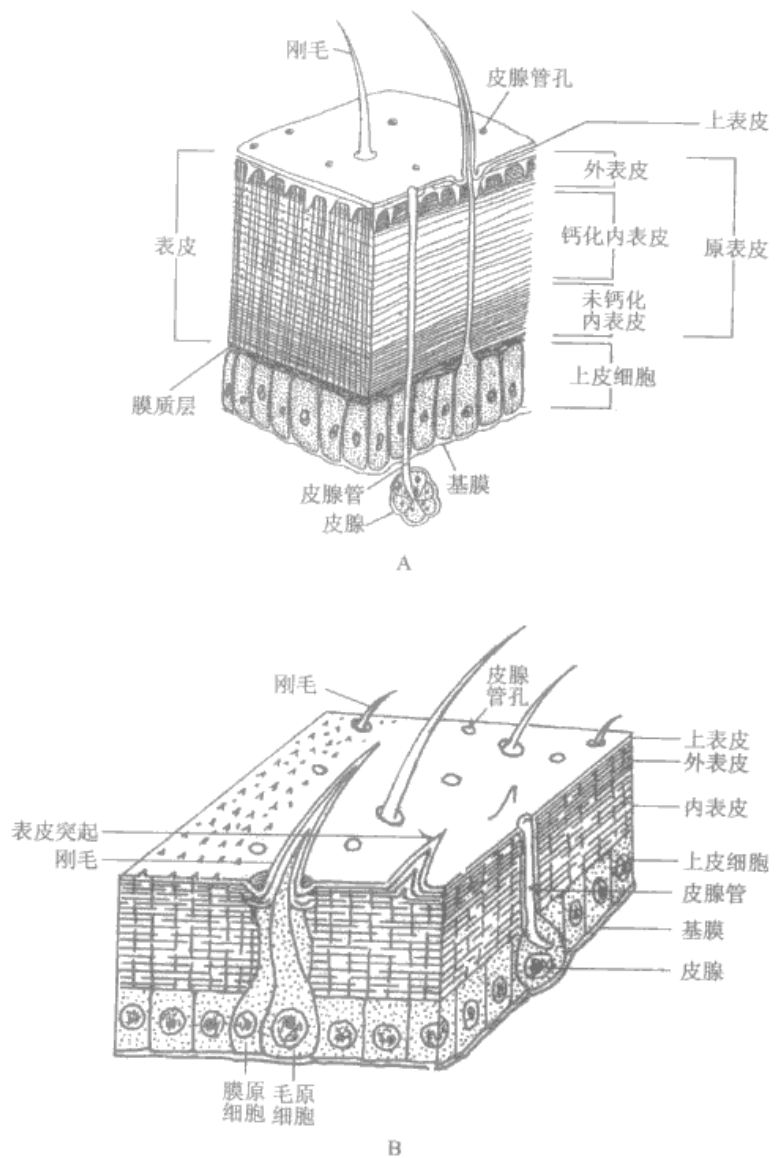 刚毛
皮腺管孔
上表皮
外表皮
表皮
钙化内表皮
原表皮
未钙化
内表皮
上皮细胞
膜质层
皮腺管
基膜
皮腺
A
刚毛
皮腺
管孔
上表皮
外表皮
内表皮
表皮突起
刚毛
上皮细胞
皮腺管
基膜
皮腺
膜原
细胞
毛原
细胞
B